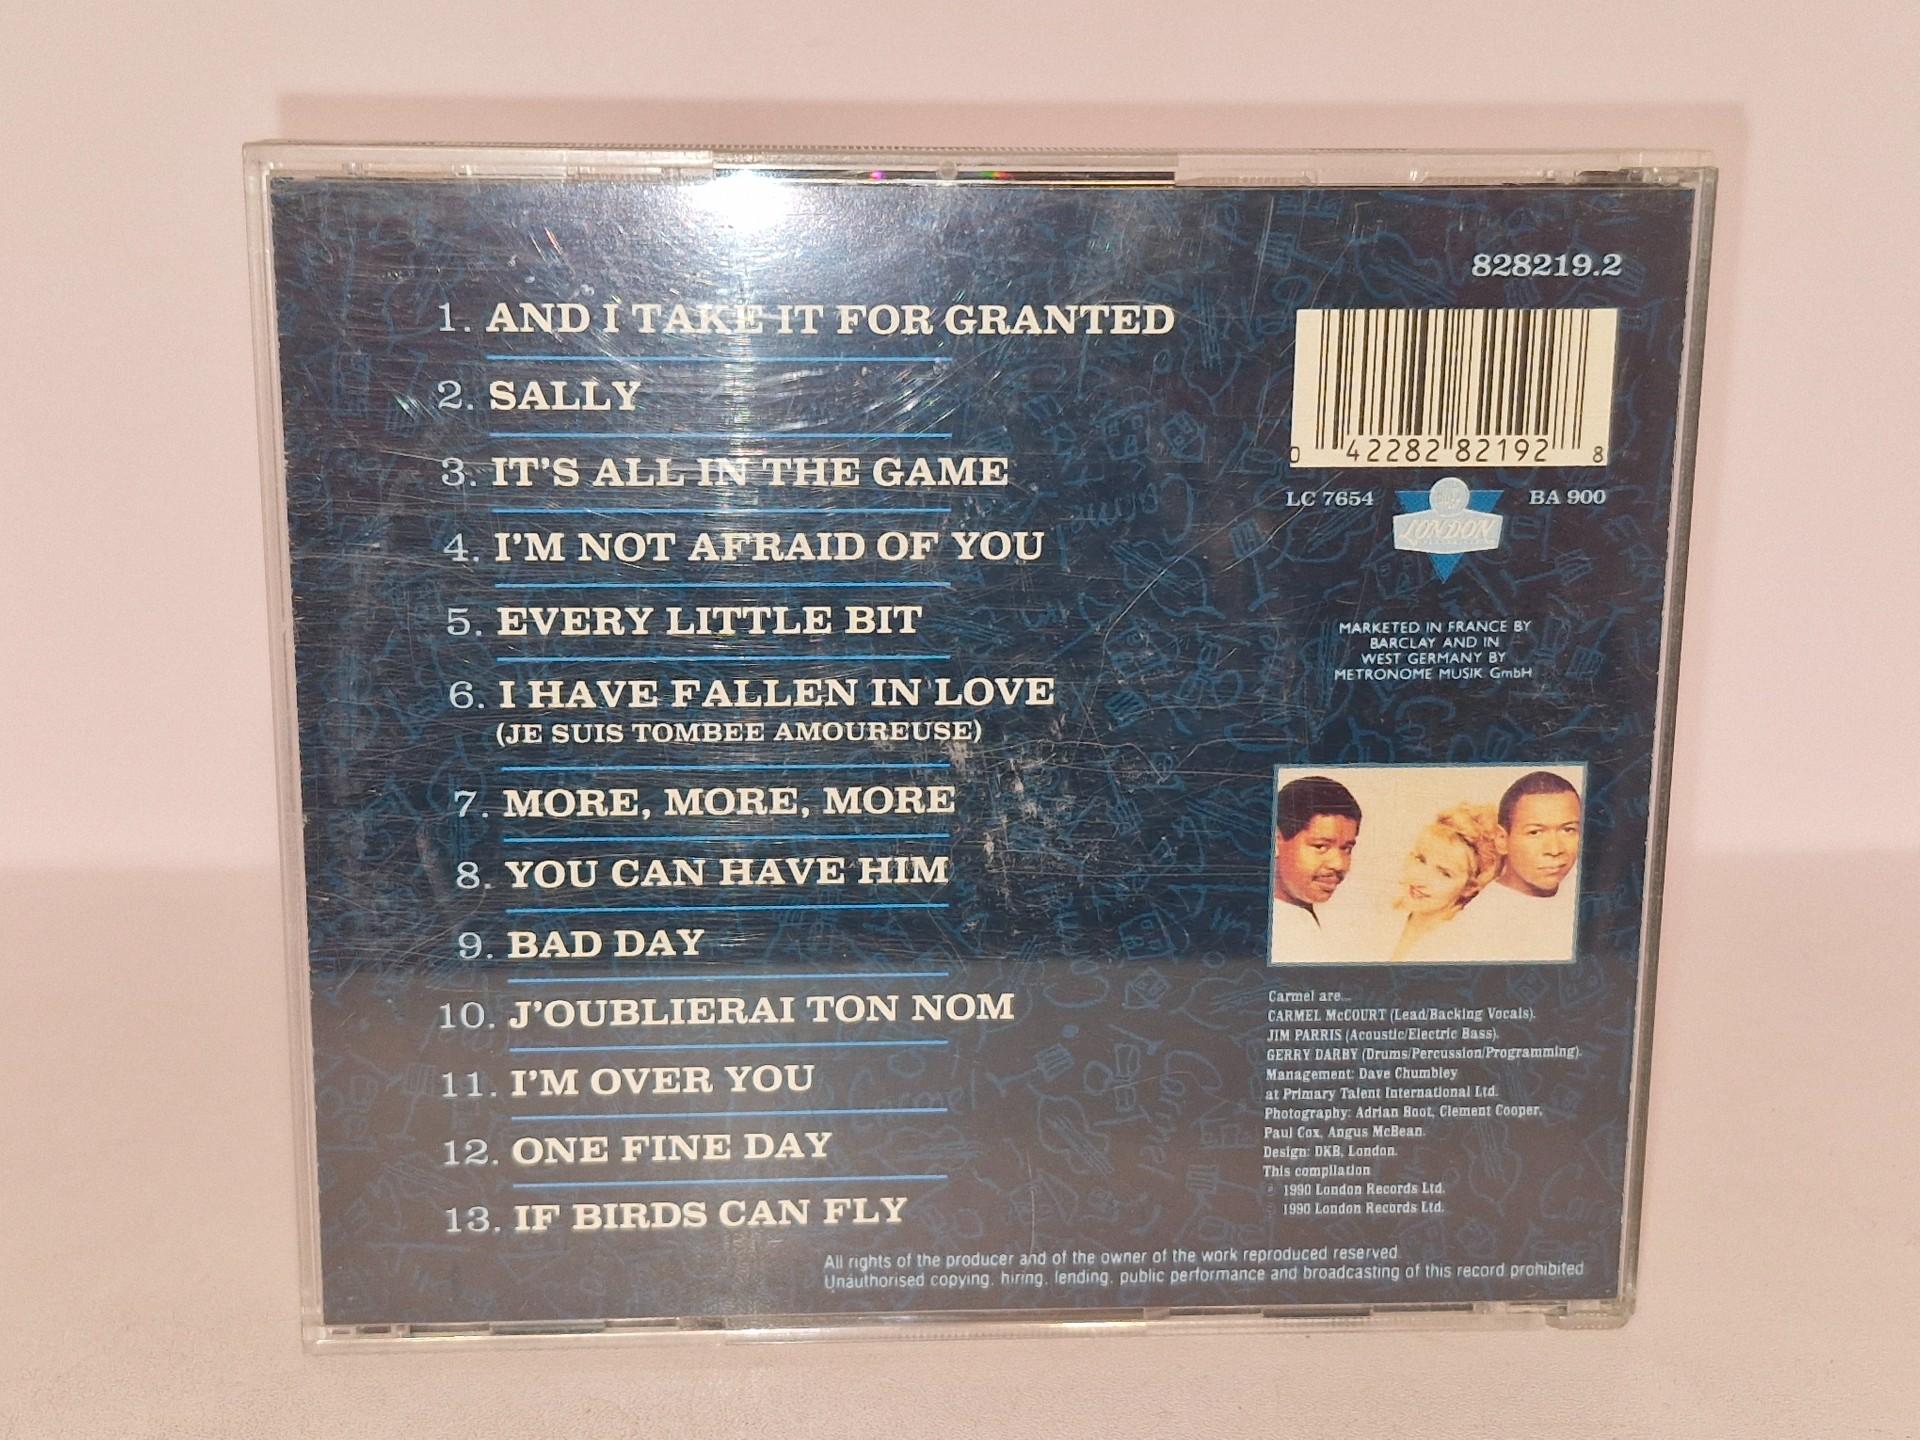 828219.2
1. AND I TAKE IT FOR GRANTED
2. SALLY
3. IT'S ALL IN THE GAME
4. I'M NOT AFRAID OF YOU
5. EVERY LITTLE BIT
6. I HAVE FALLEN IN LOVE
(JE SUIS TOMBEE AMOUREUSE)
7. MORE, MORE, MORE
8. YOU CAN HAVE HIM
9. BAD DAY
10. J'OUBLIERAI TON NOM
11. I'M OVER YOU
12. ONE FINE DAY
13. IF BIRDS CAN FLY
0 42282 82192 8
LC 7654
LONDON
BA 900
MARKETED IN FRANCE BY
BARCLAY AND IN
WEST GERMANY BY
METRONOME MUSIK GmbH
Carmel are...
CARMEL McCOURT (Lead/Backing Vocals).
JIM PARRIS (Acoustic/Electric Bass).
GERRY DARBY (Drums/Percussion/Programming).
Management: Dave Chumbley
at Primary Talent International Ltd.
Photography: Adrian Boot, Clement Cooper,
Paul Cox, Angus McBean.
Design: DKB, London.
This compilation
℗ 1990 London Records Ltd.
© 1990 London Records Ltd.
All rights of the producer and of the owner of the work reproduced reserved.
Unauthorised copying, hiring, lending, public performance and broadcasting of this record prohibited